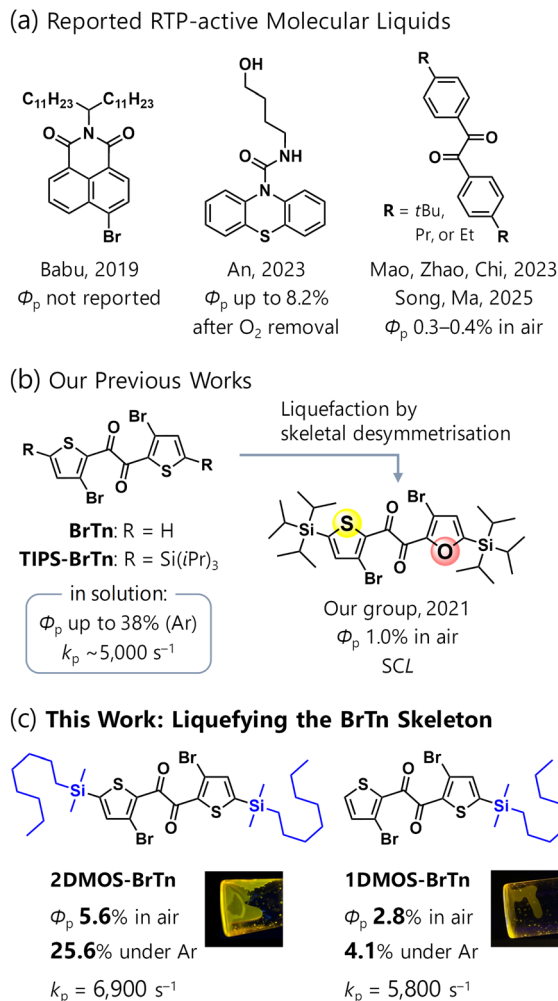 (a) Reported RTP-active Molecular Liquids
C₁₁H₂₃ C₁₁H₂₃
O N O
Br
Babu, 2019
Φp not reported
OH
O NH
N
S
An, 2023
Φp up to 8.2%
after O₂ removal
R
O
O
R = tBu,
Pr, or Et
R
Mao, Zhao, Chi, 2023
Song, Ma, 2025
Φp 0.3–0.4% in air
(b) Our Previous Works
R S O Br
Br O S R
BrTn: R = H
TIPS-BrTn: R = Si(iPr)₃
in solution:
Φp up to 38% (Ar)
kp ~5,000 s⁻¹
Liquefaction by
skeletal desymmetrisation
Si S O Br
Br O O Si
Our group, 2021
Φp 1.0% in air
SCL
(c) This Work: Liquefying the BrTn Skeleton
Si S O Br
Br O S Si
2DMOS-BrTn
Φp 5.6% in air
25.6% under Ar
kp = 6,900 s⁻¹
S O Br
Br O S Si
1DMOS-BrTn
Φp 2.8% in air
4.1% under Ar
kp = 5,800 s⁻¹